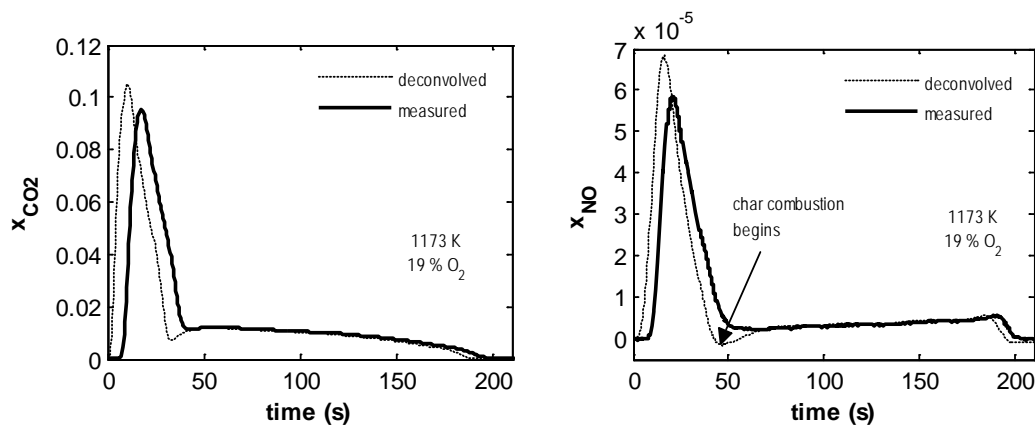 0.12
0.1
0.08
0.06
0.04
0.02
0
0
50
100
150
200
x_CO2
time (s)
deconvolved
measured
1173 K
19 % O_2
x 10^-5
7
6
5
4
3
2
1
0
0
50
100
150
200
x_NO
time (s)
deconvolved
measured
char combustion
begins
1173 K
19 % O_2